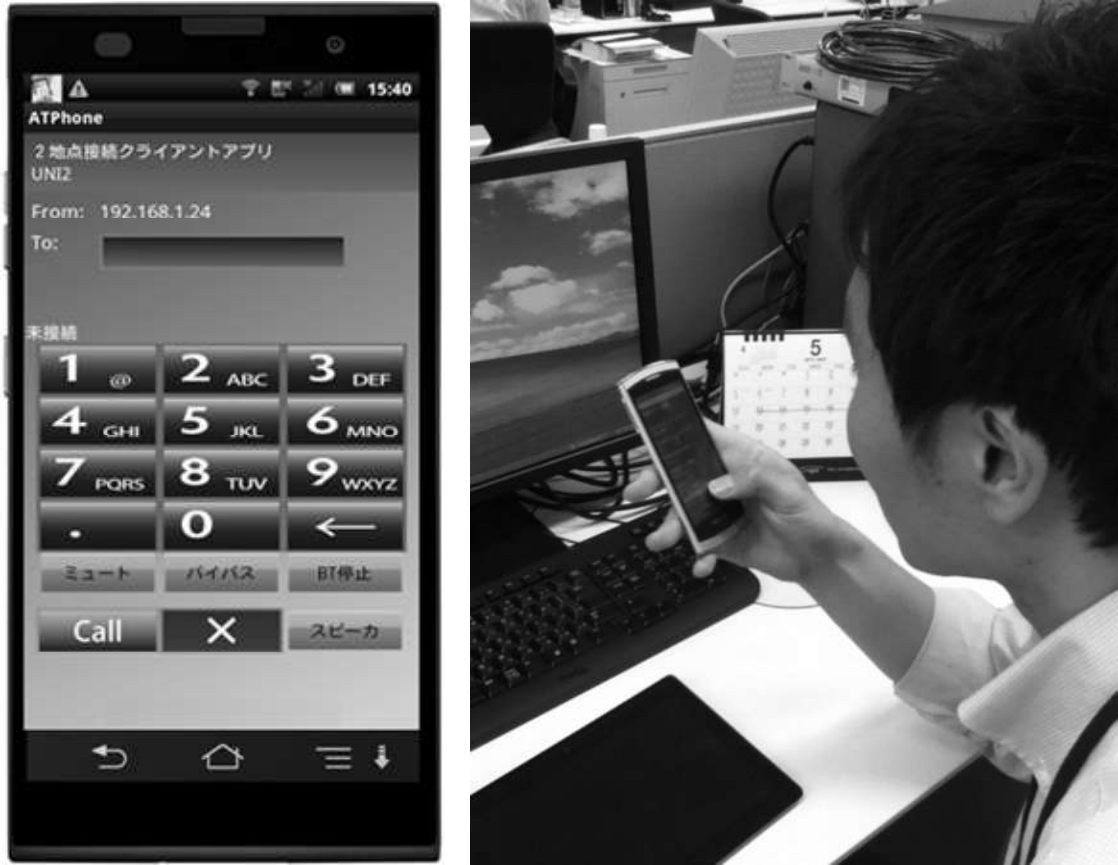 15:40
ATPhone
2地点接続クライアントアプリ
UNI2
From: 192.168.1.24
To:
未接続
1 @ 2 ABC 3 DEF
4 GHI 5 JKL 6 MNO
7 PQRS 8 TUV 9 WXYZ
. 0 ←
ミュート バイパス BT停止
Call × スピーカ
4 5